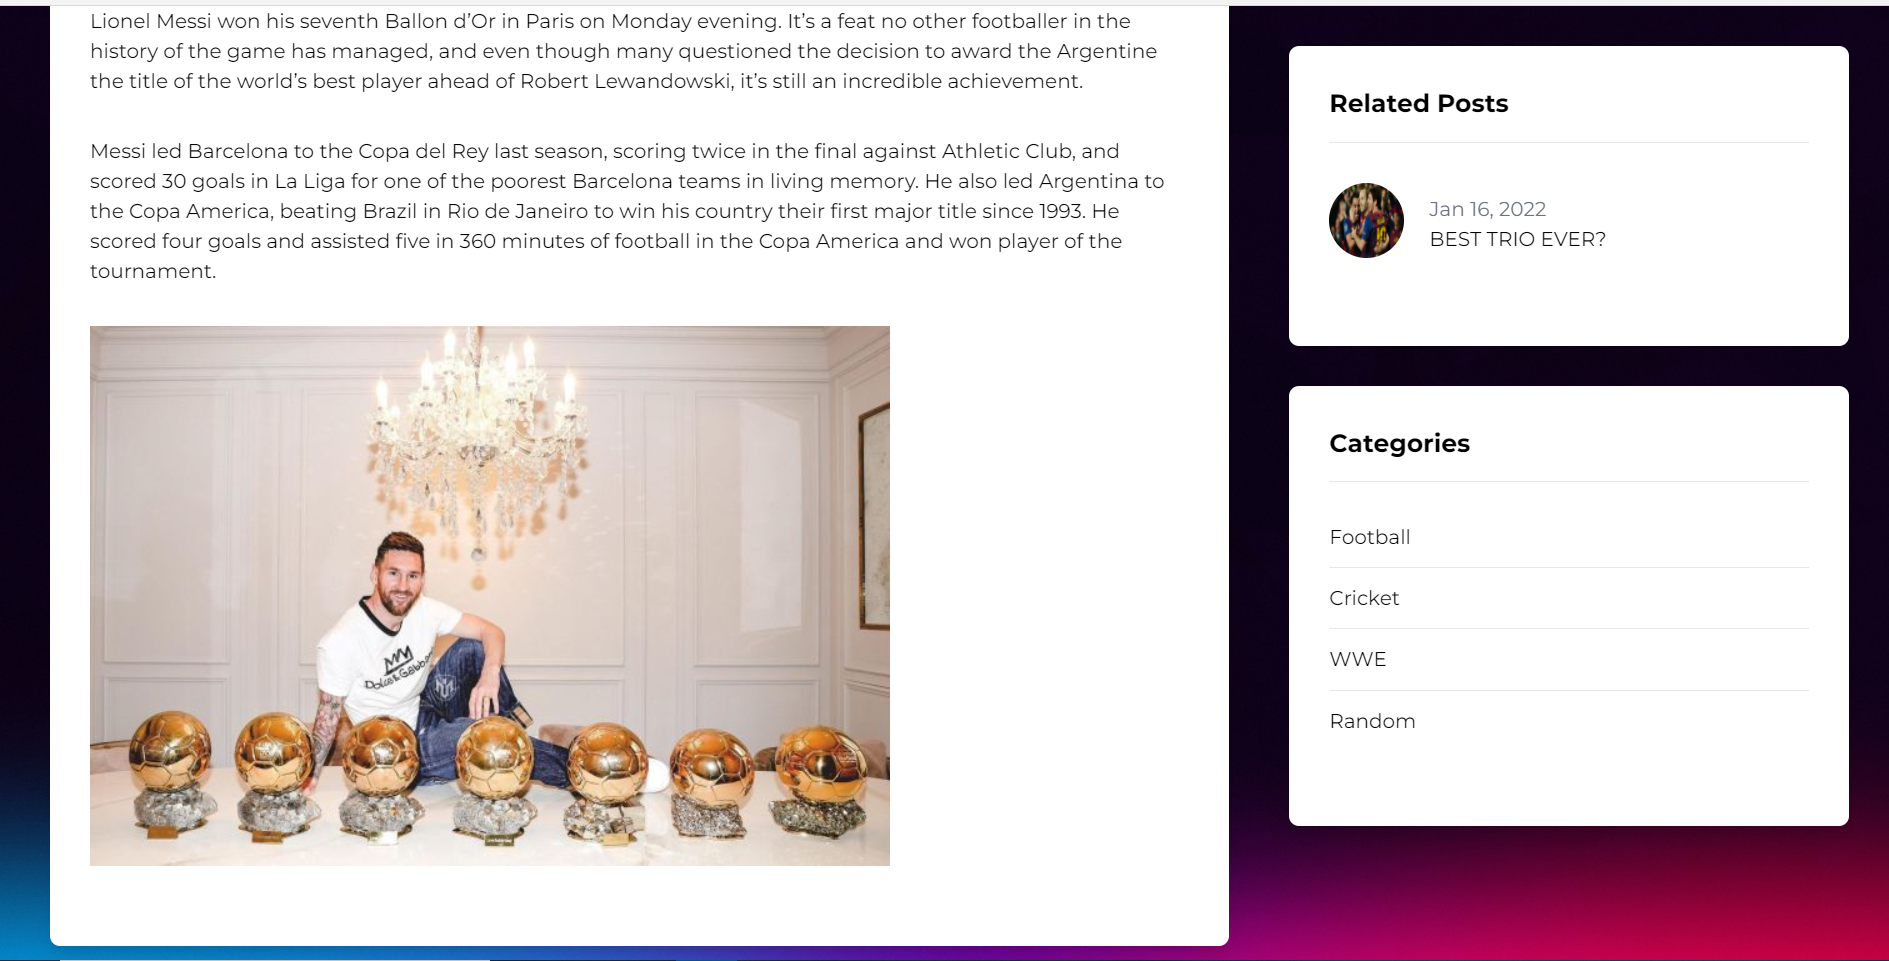 Lionel Messi won his seventh Ballon d’Or in Paris on Monday evening. It’s a feat no other footballer in the
history of the game has managed, and even though many questioned the decision to award the Argentine
the title of the world’s best player ahead of Robert Lewandowski, it’s still an incredible achievement.
Messi led Barcelona to the Copa del Rey last season, scoring twice in the final against Athletic Club, and
scored 30 goals in La Liga for one of the poorest Barcelona teams in living memory. He also led Argentina to
the Copa America, beating Brazil in Rio de Janeiro to win his country their first major title since 1993. He
scored four goals and assisted five in 360 minutes of football in the Copa America and won player of the
tournament.
Dolce & Gabbana
Related Posts
Jan 16, 2022
BEST TRIO EVER?
Categories
Football
Cricket
WWE
Random